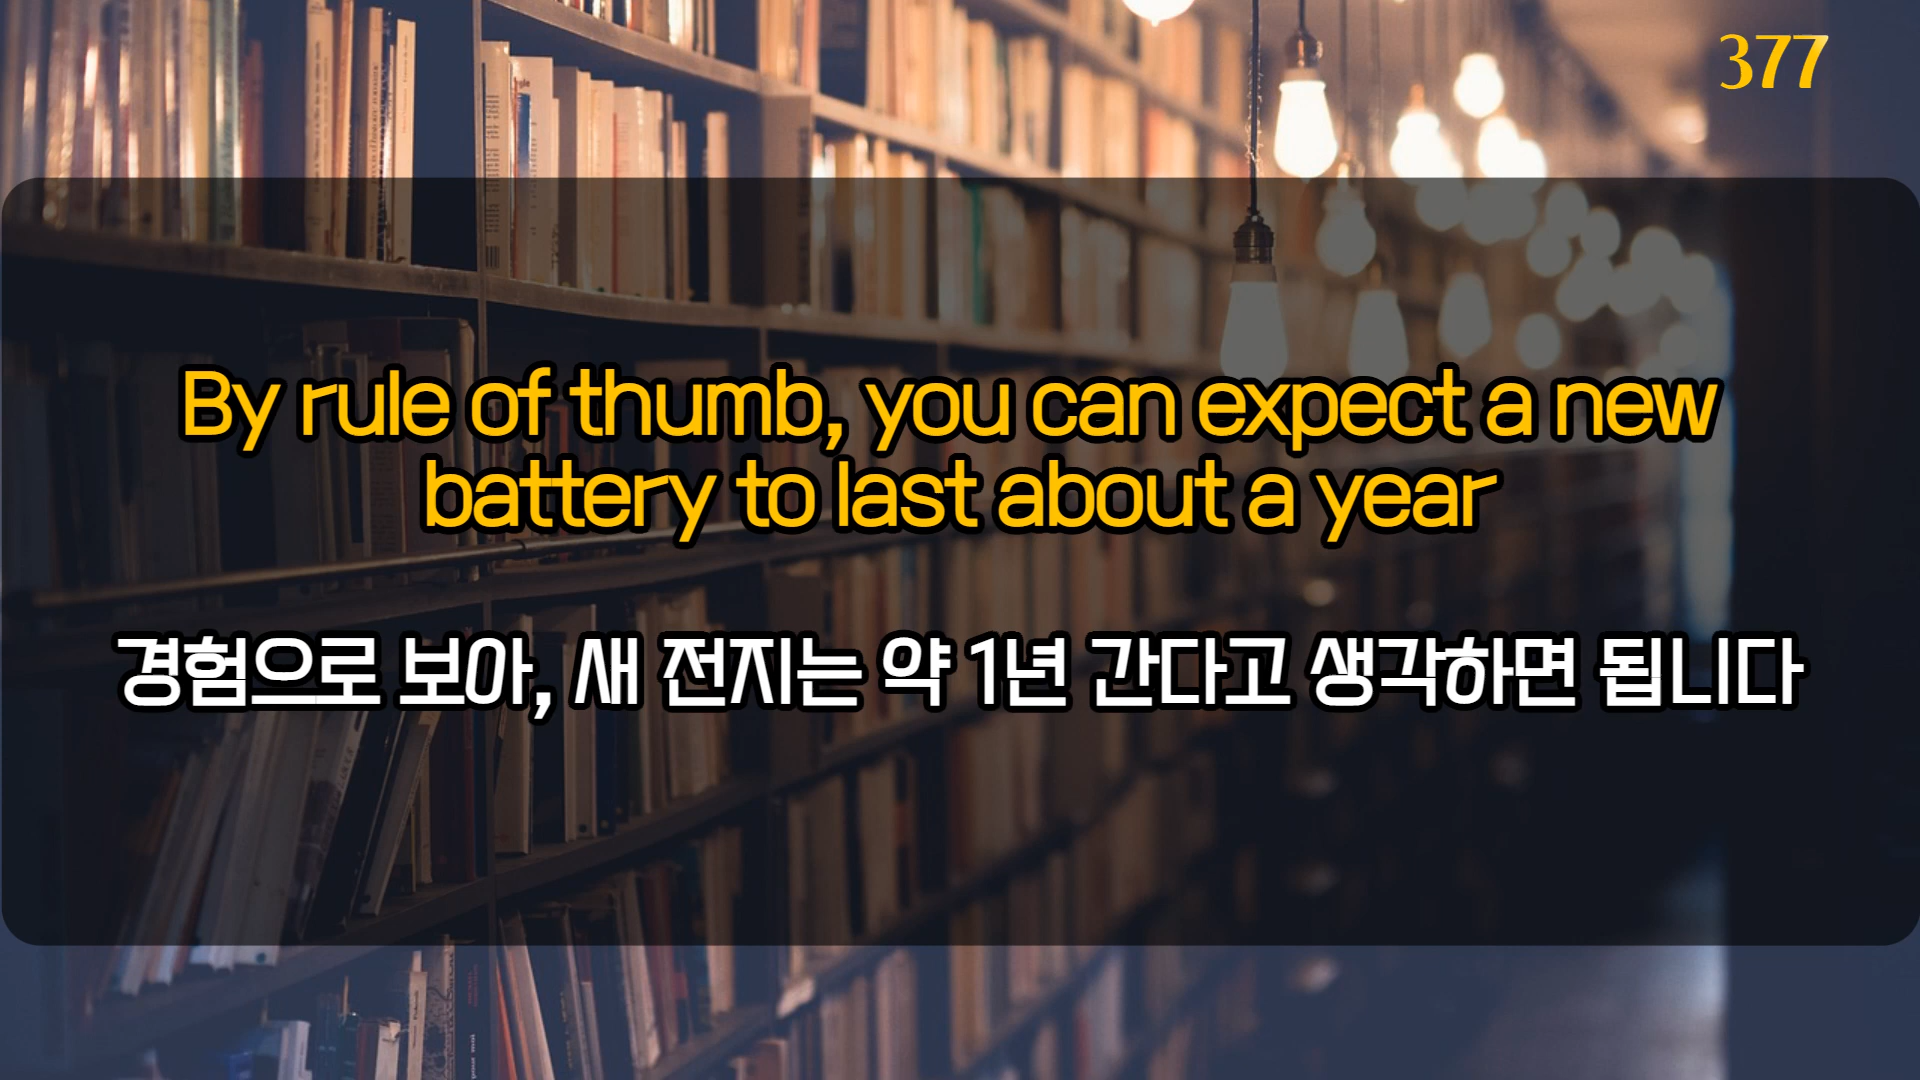 377
By rule of thumb, you can expect a new
battery to last about a year
경험으로 보아, 새 전지는 약 1년 간다고 생각하면 됩니다